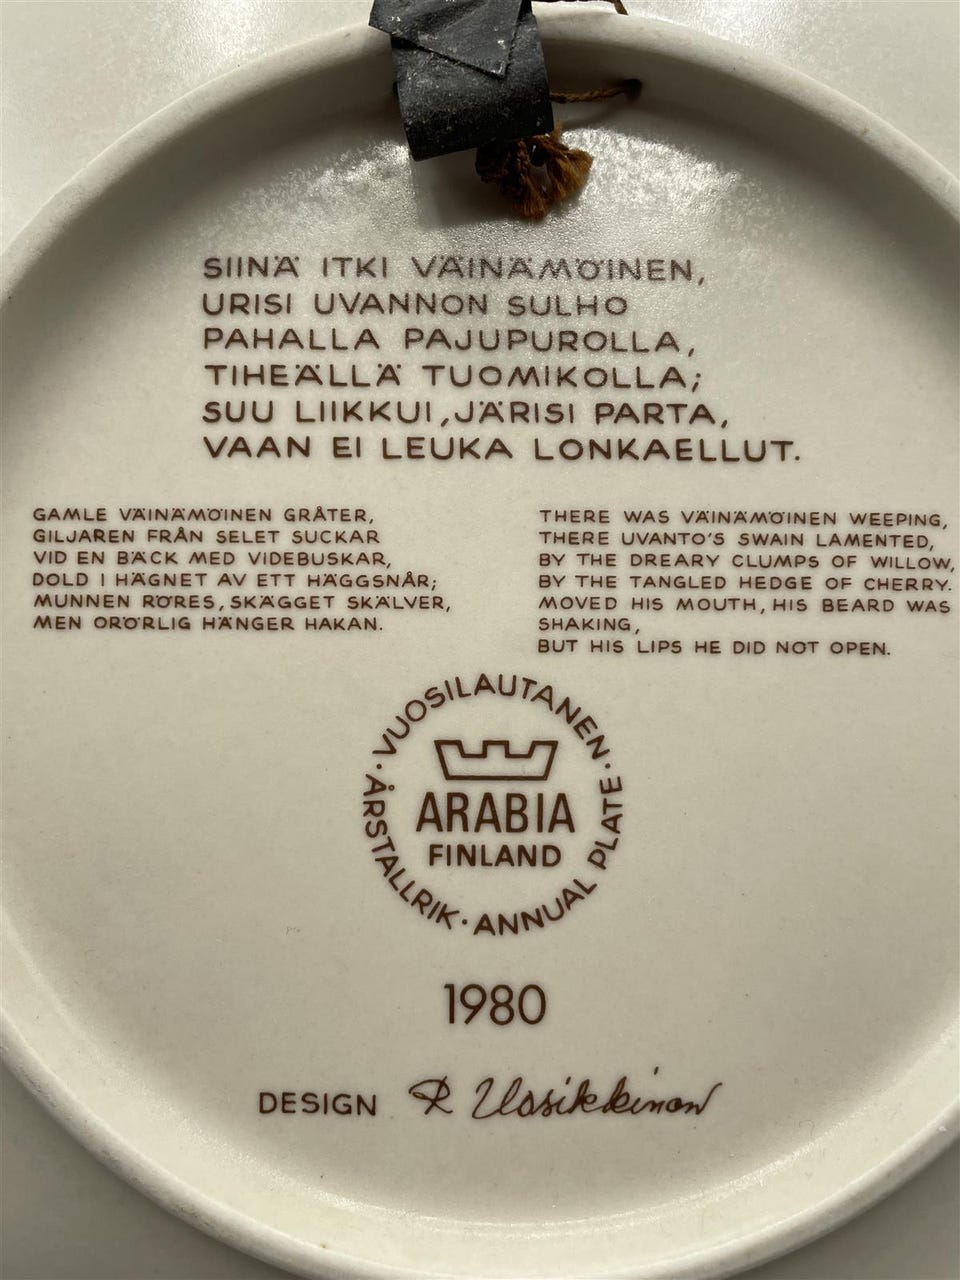 SIINÄ ITKI VÄINÄMÖINEN,
URISI UVANNON SULHO
PAHALLA PAJUPUROLLA,
TIHEÄLLÄ TUOMIKOLLA;
SUU LIIKKUI, JÄRISI PARTA,
VAAN EI LEUKA LONKAELLUT.
GAMLE VÄINÄMÖINEN GRÅTER,
GILJAREN FRÅN SELET SUCKAR
VID EN BÄCK MED VIDEBUSKAR,
DOLD I HÄGNET AV ETT HÄGGSNÅR;
MUNNEN RÖRES, SKÄGGET SKÄLVER,
MEN ORÖRLIG HÄNGER HAKAN.
THERE WAS VÄINÄMÖINEN WEEPING,
THERE UVANTO'S SWAIN LAMENTED,
BY THE DREARY CLUMPS OF WILLOW,
BY THE TANGLED HEDGE OF CHERRY.
MOVED HIS MOUTH, HIS BEARD WAS
SHAKING,
BUT HIS LIPS HE DID NOT OPEN.
· VUOSILAUTANEN · ANNUAL PLATE · ÅRSTALLRIK
ARABIA
FINLAND
1980
DESIGN R Uosikkinen